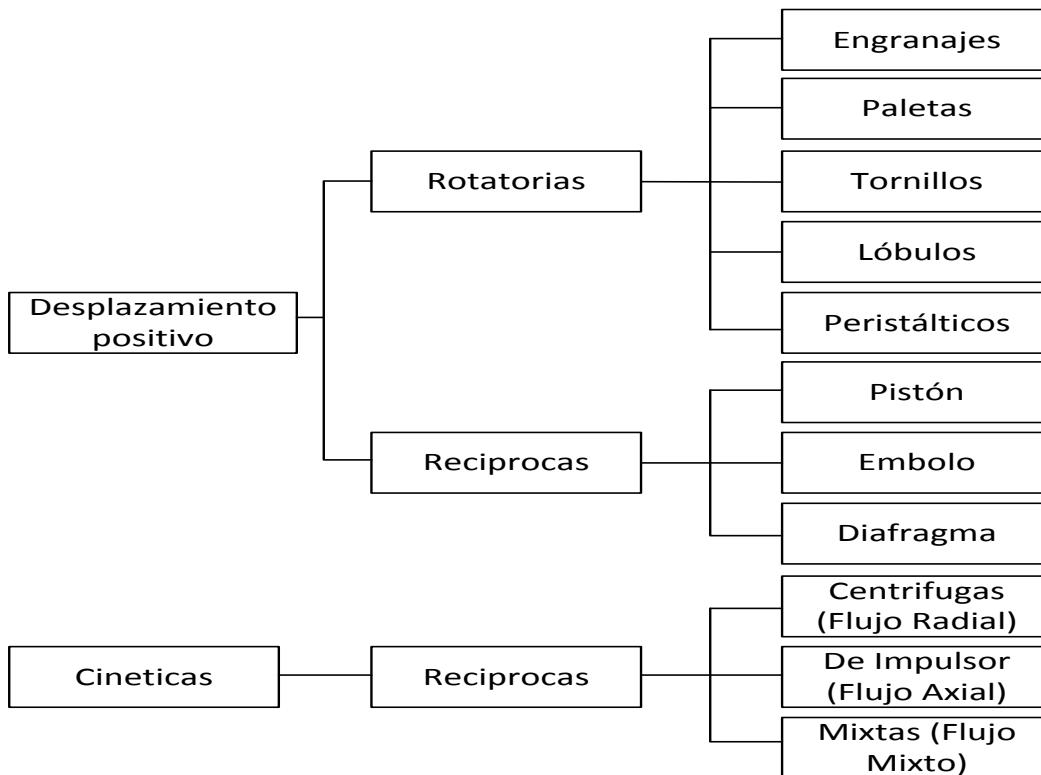 Engranajes
Paletas
Rotatorias
Tornillos
Lóbulos
Desplazamiento
positivo
Peristálticos
Pistón
Reciprocas
Embolo
Diafragma
Centrifugas
(Flujo Radial)
Cineticas
Reciprocas
De Impulsor
(Flujo Axial)
Mixtas (Flujo
Mixto)